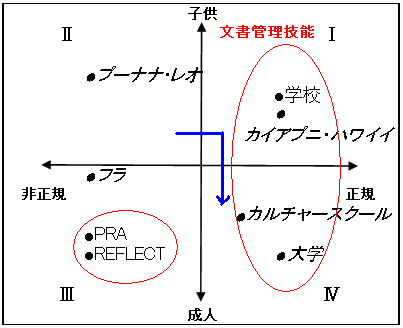 子供
Ⅱ
文書管理技能
Ⅰ
プーナナ・レオ
学校
カイアプニ・ハワイイ
非正規
正規
フラ
カルチャースクール
PRA
REFLECT
大学
Ⅲ
Ⅳ
成人